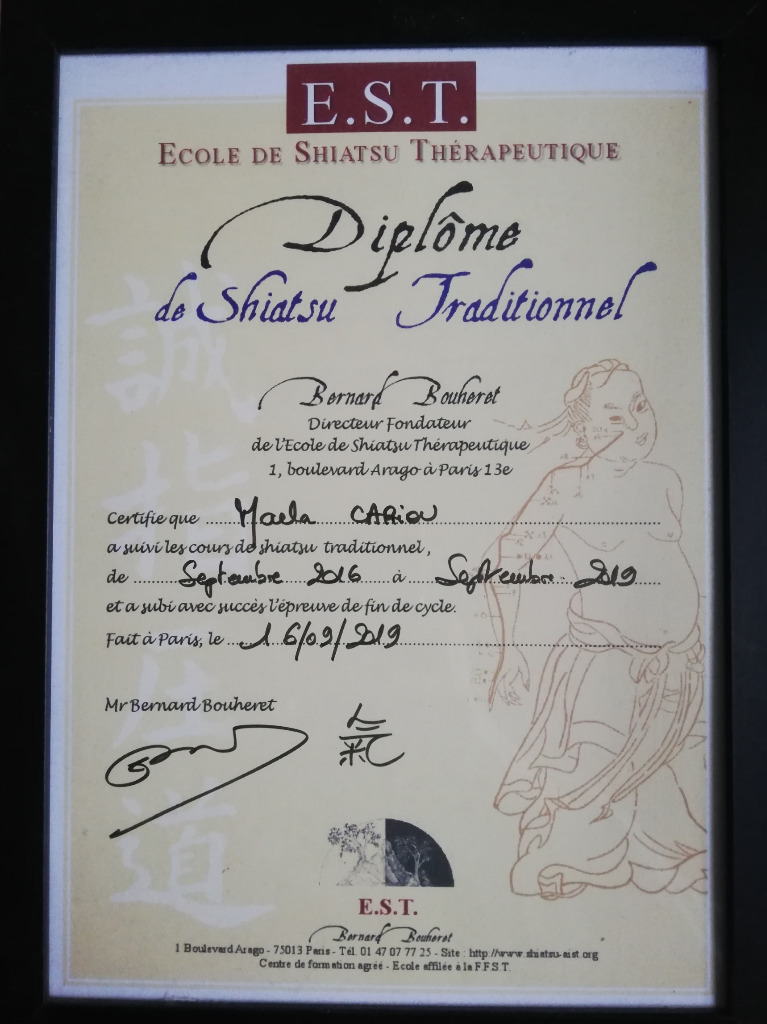 E.S.T.
ECOLE DE SHIATSU THÉRAPEUTIQUE
Diplôme
de Shiatsu Traditionnel
Bernard Bouheret
Directeur Fondateur
de l'Ecole de Shiatsu Thérapeutique
1, boulevard Arago à Paris 13e
Certifie que ...... Maela CARIOU ......
a suivi les cours de shiatsu traditionnel,
de ...... Septembre 2016 ...... à ...... Septembre 2019 ......
et a subi avec succès l'épreuve de fin de cycle.
Fait à Paris, le ... 16/09/2019 ......
Mr Bernard Bouheret
氣
誠
指
道
E.S.T.
Bernard Bouheret
1 Boulevard Arago - 75013 Paris - Tél. 01 47 07 77 25 - Site : http://www.shiatsu-aist.org
Centre de formation agréé - Ecole affilée à la F.F.S.T.